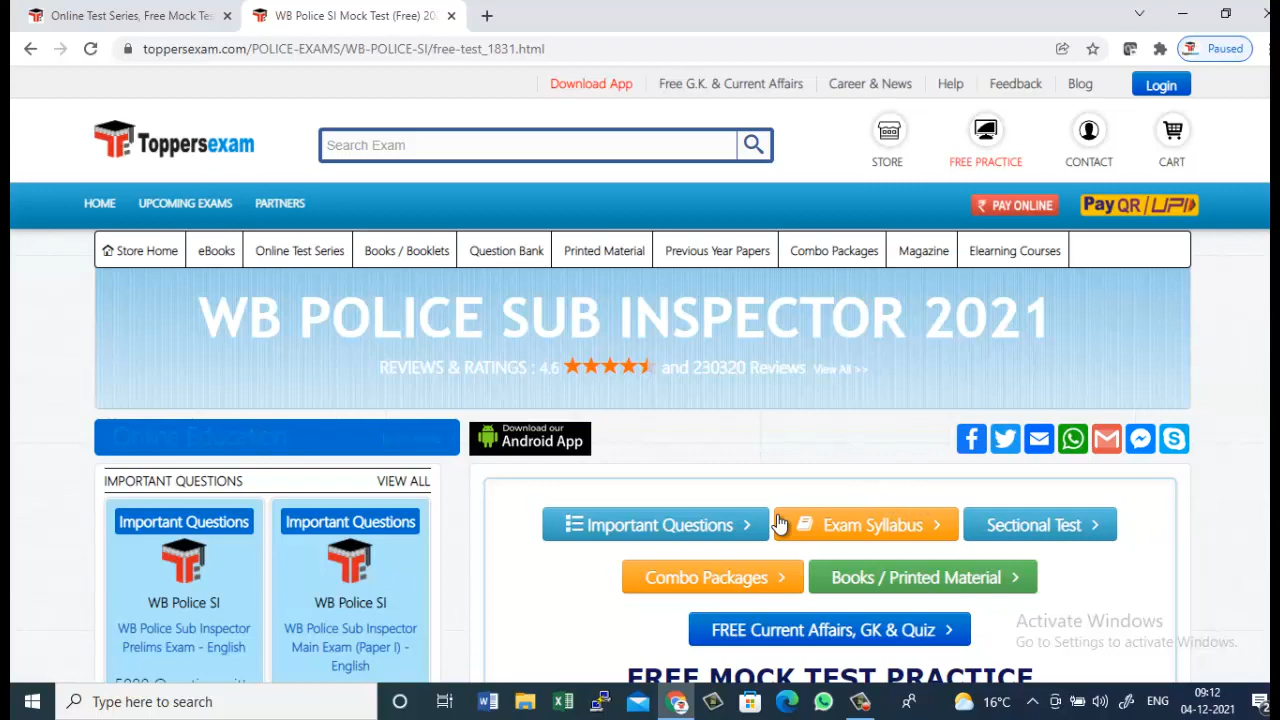 Online Test Series, Free Mock Tes
WB Police SI Mock Test (Free) 20
toppersexam.com/POLICE-EXAMS/WB-POLICE-SI/free-test_1831.html
Paused
Download App
Free G.K. & Current Affairs
Career & News
Help
Feedback
Blog
Login
Toppersexam
Search Exam
STORE
FREE PRACTICE
CONTACT
CART
HOME
UPCOMING EXAMS
PARTNERS
₹ PAY ONLINE
Pay QR/UPI
Store Home
eBooks
Online Test Series
Books / Booklets
Question Bank
Printed Material
Previous Year Papers
Combo Packages
Magazine
Elearning Courses
WB POLICE SUB INSPECTOR 2021
REVIEWS & RATINGS : 4.6 ★★★★ and 230320 Reviews View All >>
Online Education
Download our
Android App
IMPORTANT QUESTIONS
VIEW ALL
Important Questions
WB Police SI
WB Police Sub Inspector
Prelims Exam - English
Important Questions
WB Police SI
WB Police Sub Inspector
Main Exam (Paper I) -
English
Important Questions
Exam Syllabus
Sectional Test
Combo Packages
Books / Printed Material
FREE Current Affairs, GK & Quiz
FREE MOCK TEST PRACTICE
Activate Windows
Go to Settings to activate Windows.
Type here to search
16°C
ENG
09:12
04-12-2021
2